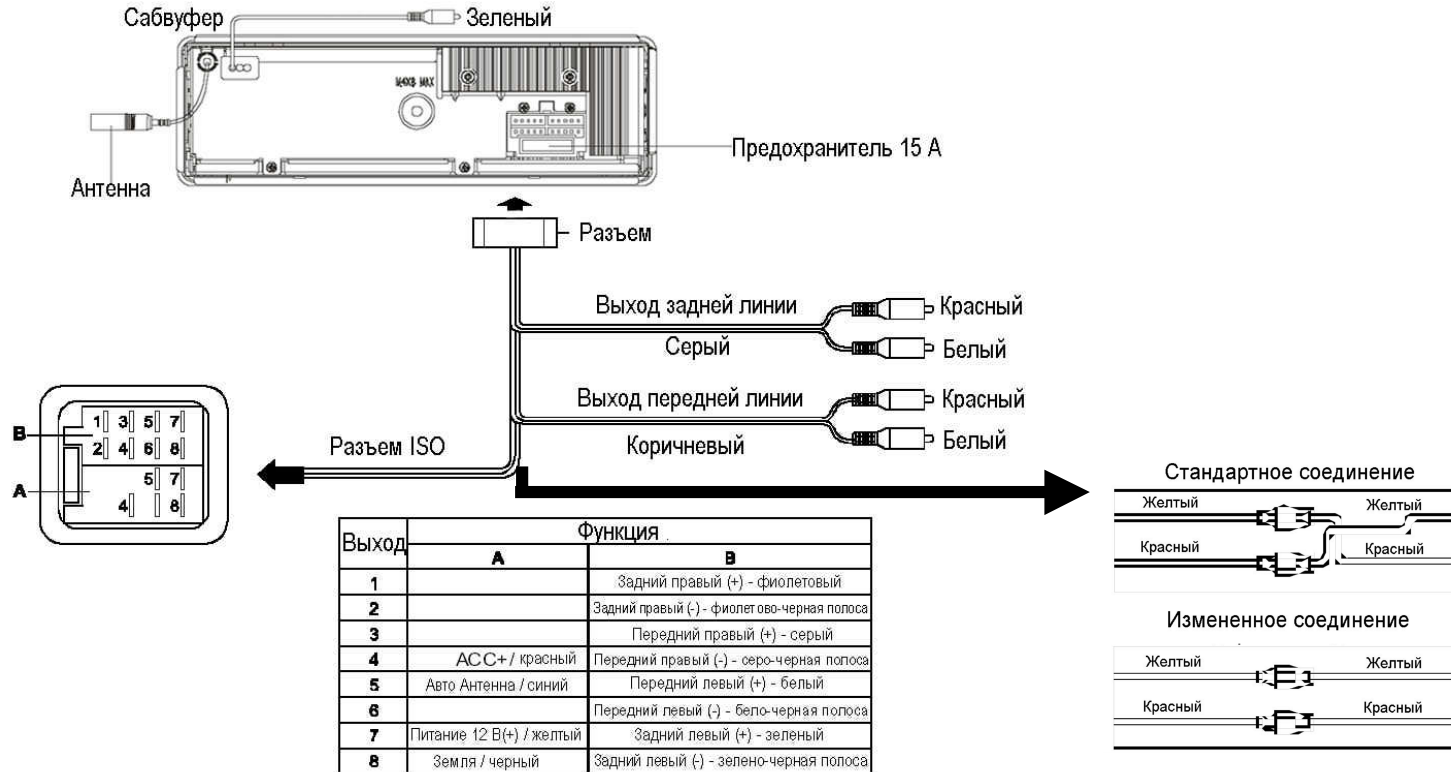 Сабвуфер
Зеленый
M4X8 MAX
Предохранитель 15 А
Антенна
Разъем
Выход задней линии
Красный
Серый
Белый
Выход передней линии
Красный
Коричневый
Белый
Разъем ISO
B
1 3 5 7
2 4 6 8
A
5 7
4 8
Выход Функция
A B
1 Задний правый (+) - фиолетовый
2 Задний правый (-) - фиолетово-черная полоса
3 Передний правый (+) - серый
4 ACC+ / красный Передний правый (-) - серо-черная полоса
5 Авто Антенна / синий Передний левый (+) - белый
6 Передний левый (-) - бело-черная полоса
7 Питание 12 В(+) / желтый Задний левый (+) - зеленый
8 Земля / черный Задний левый (-) - зелено-черная полоса
Стандартное соединение
Желтый Желтый
Красный Красный
Измененное соединение
Желтый Желтый
Красный Красный